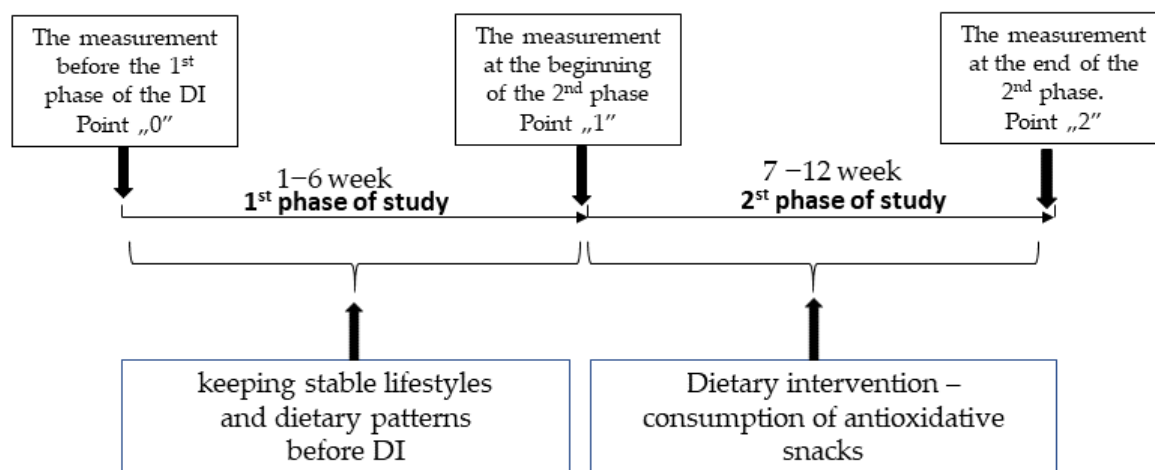 The measurement
before the 1st
phase of the DI
Point „0”
The measurement
at the beginning
of the 2nd phase
Point „1”
The measurement
at the end of the
2nd phase.
Point „2”
1–6 week
1st phase of study
7 –12 week
2st phase of study
keeping stable lifestyles
and dietary patterns
before DI
Dietary intervention –
consumption of antioxidative
snacks